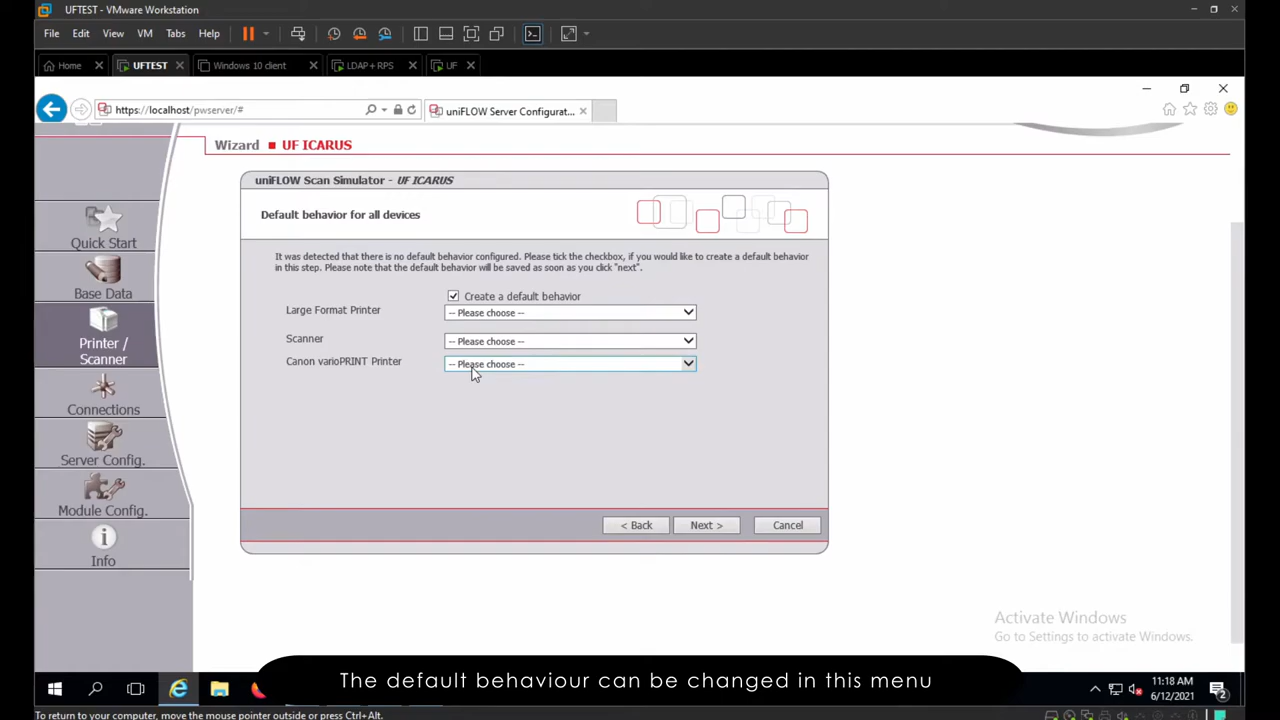 UFTEST - VMware Workstation
File Edit View VM Tabs Help
Home UFTEST Windows 10 client LDAP+RPS UF
https://localhost/pwserver/# uniFLOW Server Configurat...
Wizard UF ICARUS
uniFLOW Scan Simulator - UF ICARUS
Default behavior for all devices
It was detected that there is no default behavior configured. Please tick the checkbox, if you would like to create a default behavior
in this step. Please note that the default behavior will be saved as soon as you click "next".
Create a default behavior
Large Format Printer -- Please choose --
Scanner -- Please choose --
Canon varioPRINT Printer -- Please choose --
< Back Next > Cancel
Quick Start
Base Data
Printer /
Scanner
Connections
Server Config.
Module Config.
Info
Activate Windows
Go to Settings to activate Windows.
The default behaviour can be changed in this menu
11:18 AM
6/12/2021
2
To return to your computer, move the mouse pointer outside or press Ctrl+Alt.